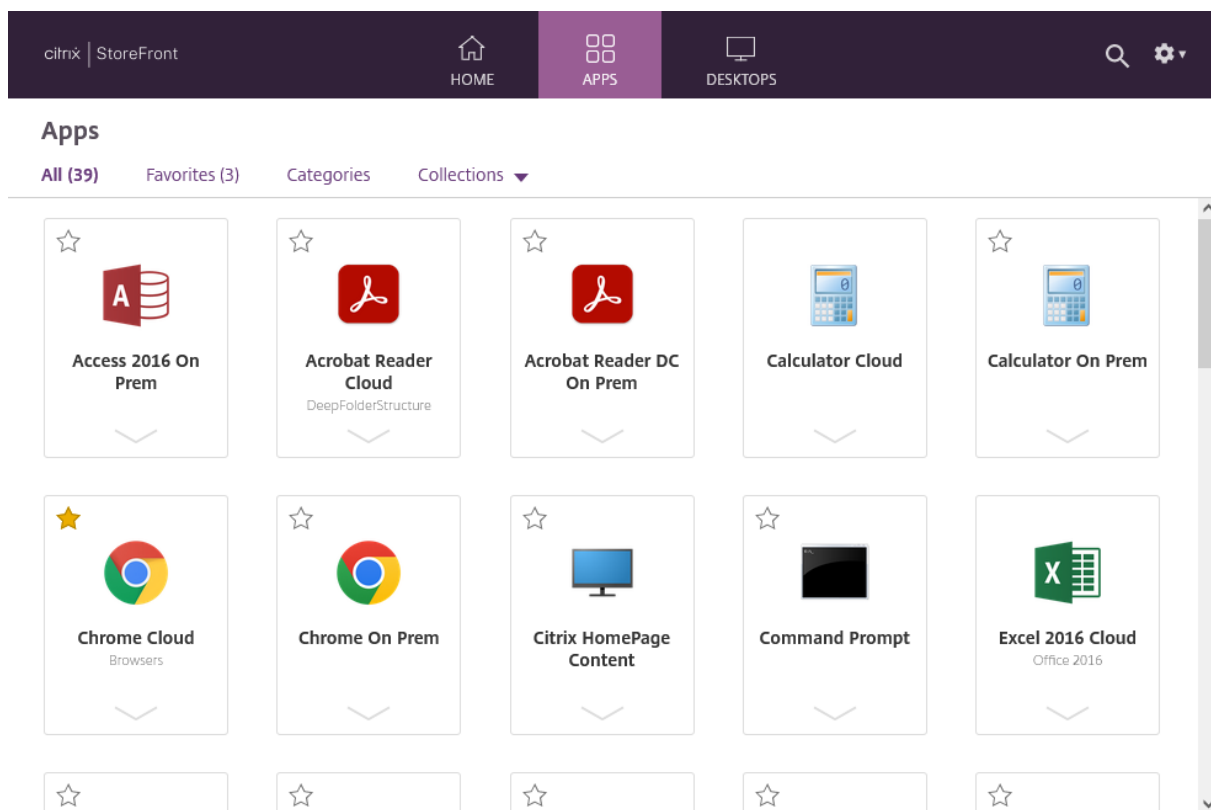 citrix | StoreFront
HOME
APPS
DESKTOPS
Apps
All (39) Favorites (3) Categories Collections
A
0
0
Access 2016 On
Prem
Acrobat Reader
Cloud
DeepFolderStructure
Acrobat Reader DC
On Prem
Calculator Cloud
Calculator On Prem
X
Chrome Cloud
Browsers
Chrome On Prem
Citrix HomePage
Content
Command Prompt
Excel 2016 Cloud
Office 2016